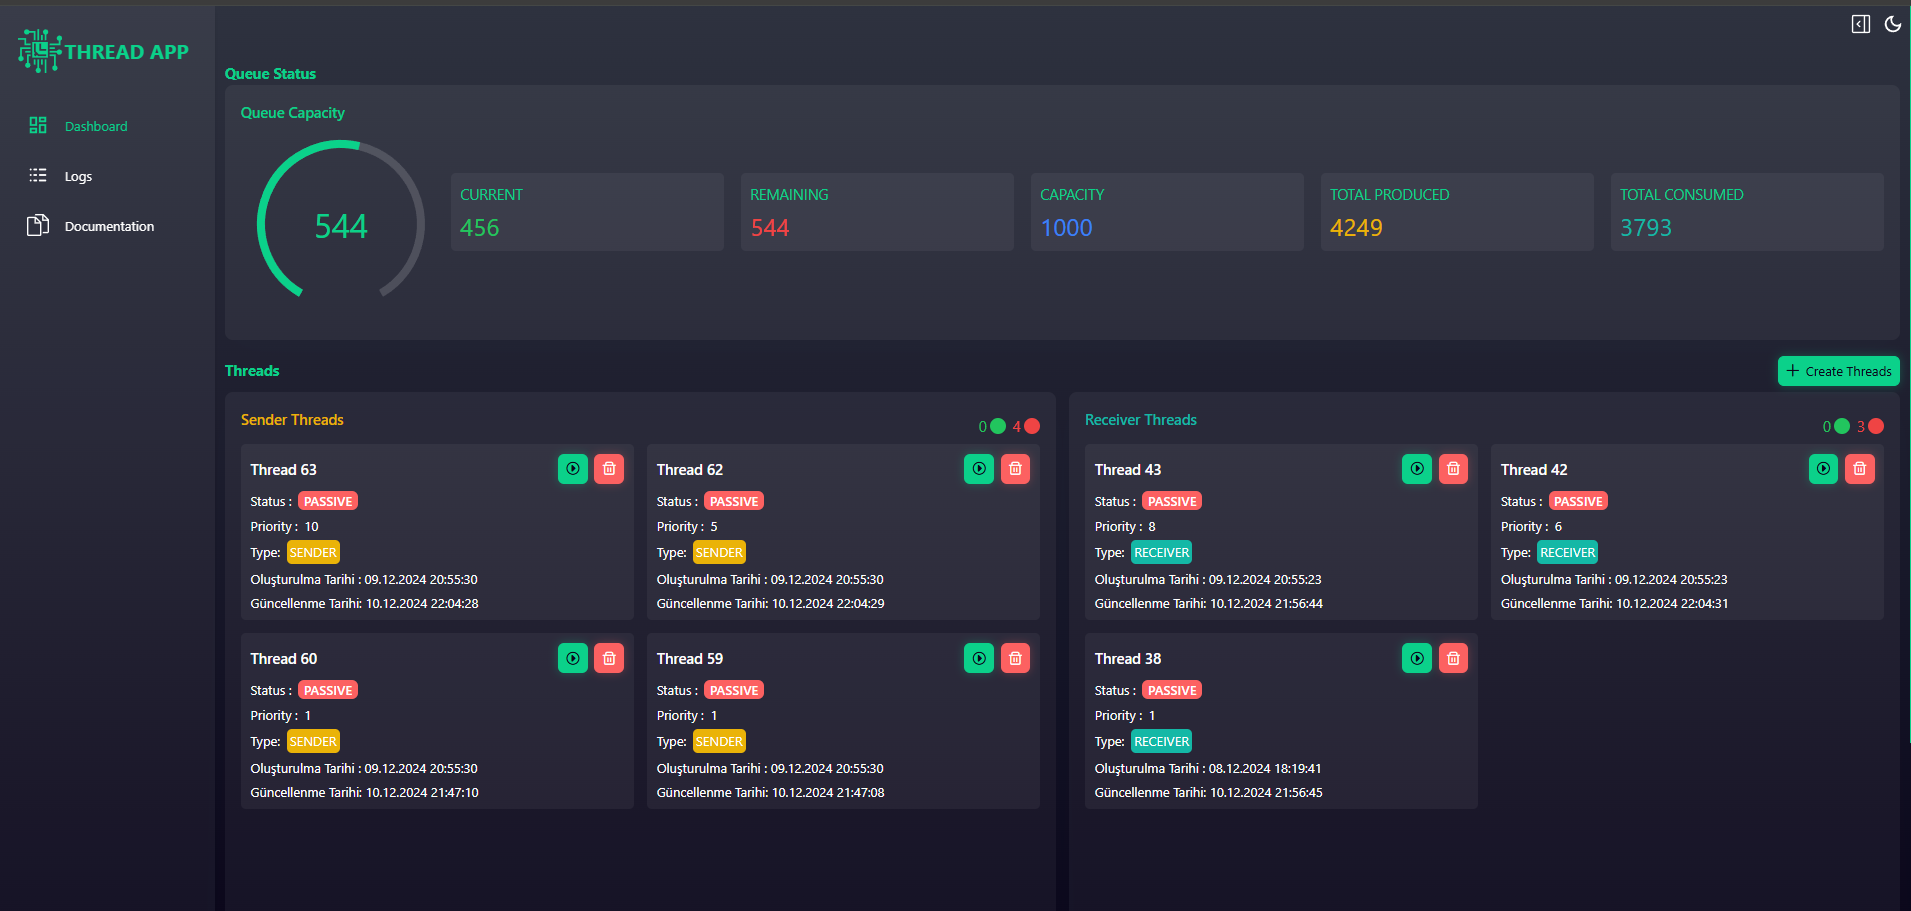 THREAD APP
Dashboard
Logs
Documentation
Queue Status
Queue Capacity
544
CURRENT
456
REMAINING
544
CAPACITY
1000
TOTAL PRODUCED
4249
TOTAL CONSUMED
3793
Threads
Create Threads
Sender Threads
0 4
Thread 63
Status : PASSIVE
Priority : 10
Type: SENDER
Oluşturulma Tarihi : 09.12.2024 20:55:30
Güncellenme Tarihi: 10.12.2024 22:04:28
Thread 62
Status : PASSIVE
Priority : 5
Type: SENDER
Oluşturulma Tarihi : 09.12.2024 20:55:30
Güncellenme Tarihi: 10.12.2024 22:04:29
Thread 60
Status : PASSIVE
Priority : 1
Type: SENDER
Oluşturulma Tarihi : 09.12.2024 20:55:30
Güncellenme Tarihi: 10.12.2024 21:47:10
Thread 59
Status : PASSIVE
Priority : 1
Type: SENDER
Oluşturulma Tarihi : 09.12.2024 20:55:30
Güncellenme Tarihi: 10.12.2024 21:47:08
Receiver Threads
0 3
Thread 43
Status : PASSIVE
Priority : 8
Type: RECEIVER
Oluşturulma Tarihi : 09.12.2024 20:55:23
Güncellenme Tarihi: 10.12.2024 21:56:44
Thread 42
Status : PASSIVE
Priority : 6
Type: RECEIVER
Oluşturulma Tarihi : 09.12.2024 20:55:23
Güncellenme Tarihi: 10.12.2024 22:04:31
Thread 38
Status : PASSIVE
Priority : 1
Type: RECEIVER
Oluşturulma Tarihi : 08.12.2024 18:19:41
Güncellenme Tarihi: 10.12.2024 21:56:45